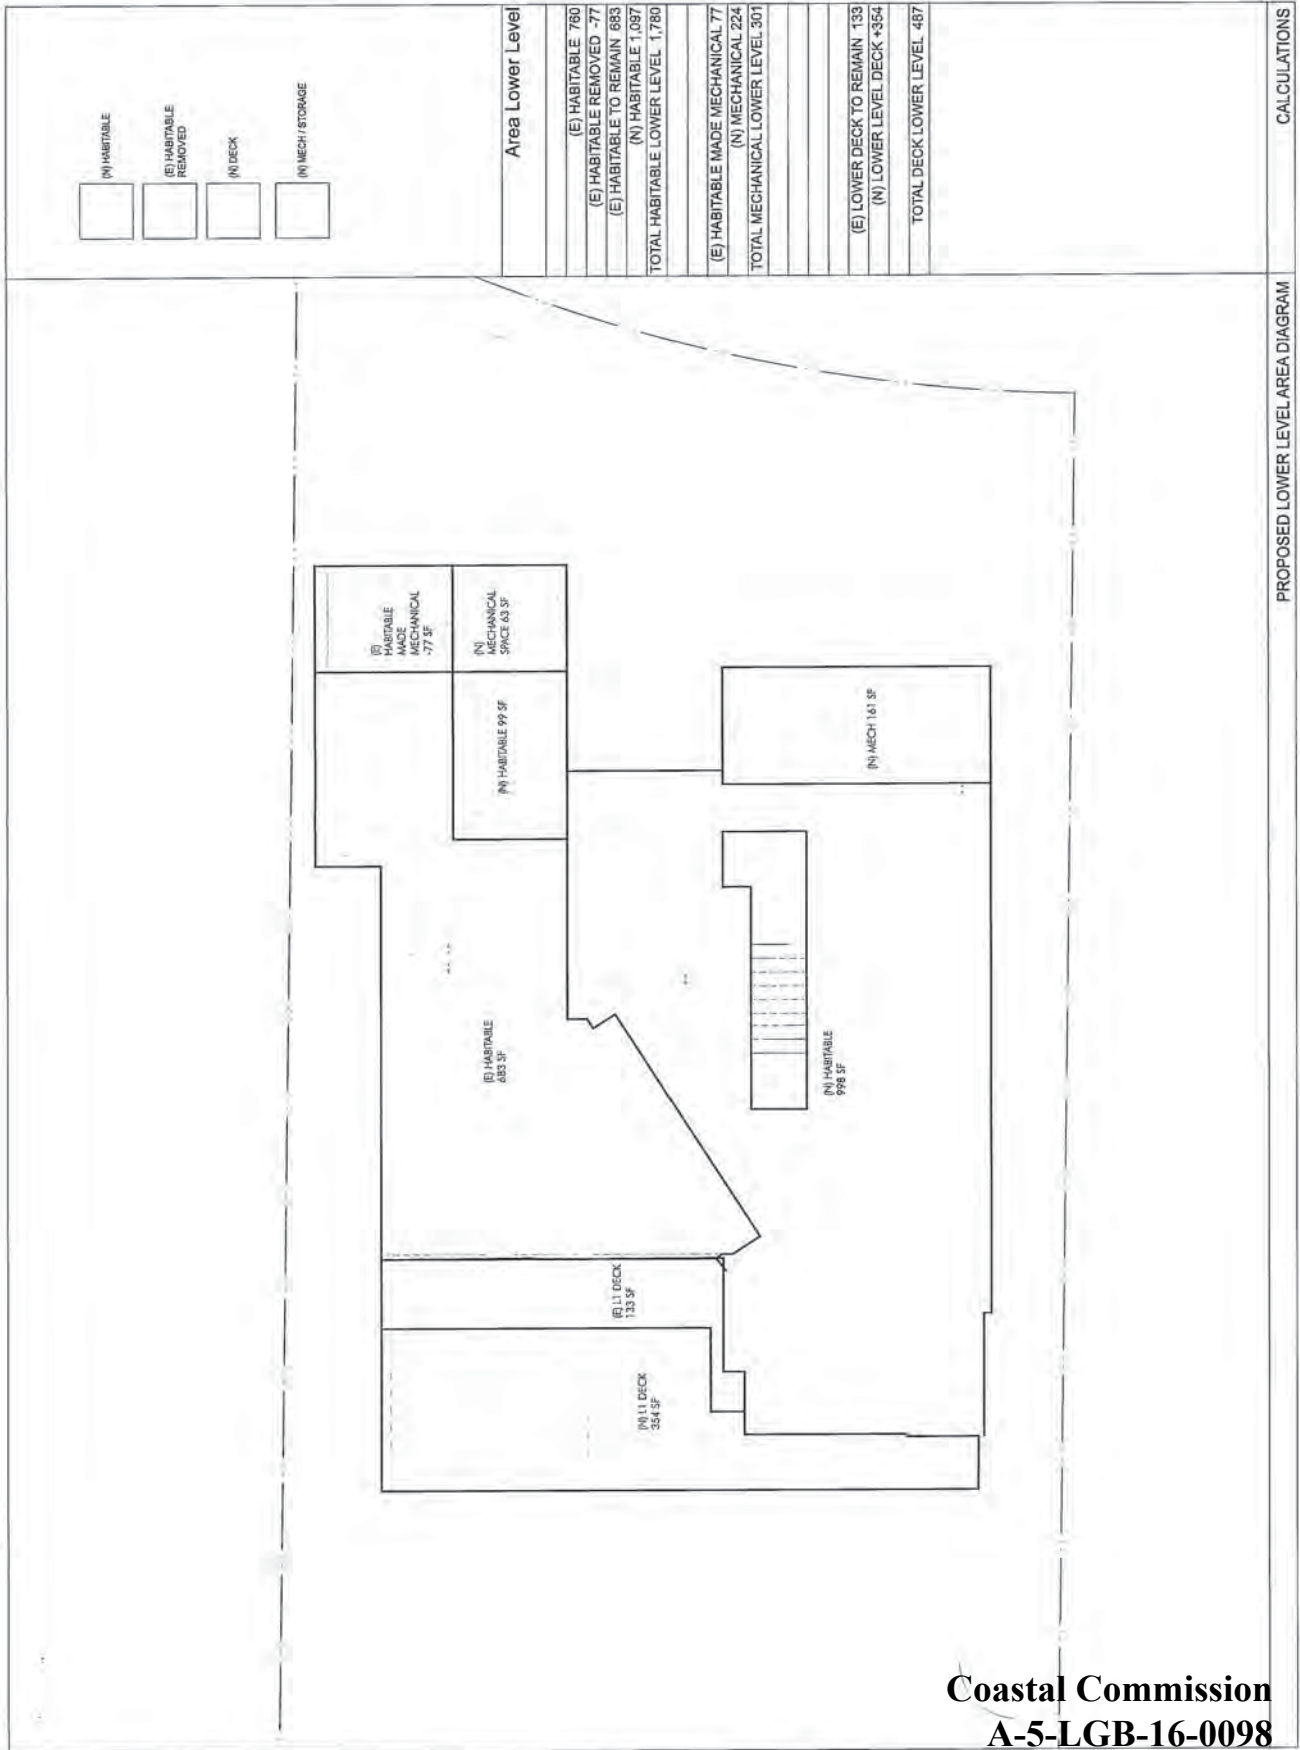 (N) HABITABLE
(E) HABITABLE
REMOVED
(N) DECK
(N) MECH / STORAGE
Area Lower Level
(E) HABITABLE 760
(E) HABITABLE REMOVED -77
(E) HABITABLE TO REMAIN 683
(N) HABITABLE 1,097
TOTAL HABITABLE LOWER LEVEL 1,780
(E) HABITABLE MADE MECHANICAL 77
(N) MECHANICAL 224
TOTAL MECHANICAL LOWER LEVEL 301
(E) LOWER DECK TO REMAIN 133
(N) LOWER LEVEL DECK +354
TOTAL DECK LOWER LEVEL 487
CALCULATIONS
(E)
HABITABLE
MADE
MECHANICAL
-77 SF
(N)
MECHANICAL
SPACE 63 SF
(N) HABITABLE 99 SF
(N) MECH 161 SF
(E) HABITABLE
683 SF
(N) HABITABLE
998 SF
(E) L1 DECK
133 SF
(N) L1 DECK
354 SF
PROPOSED LOWER LEVEL AREA DIAGRAM
Coastal Commission
A-5-LGB-16-0098